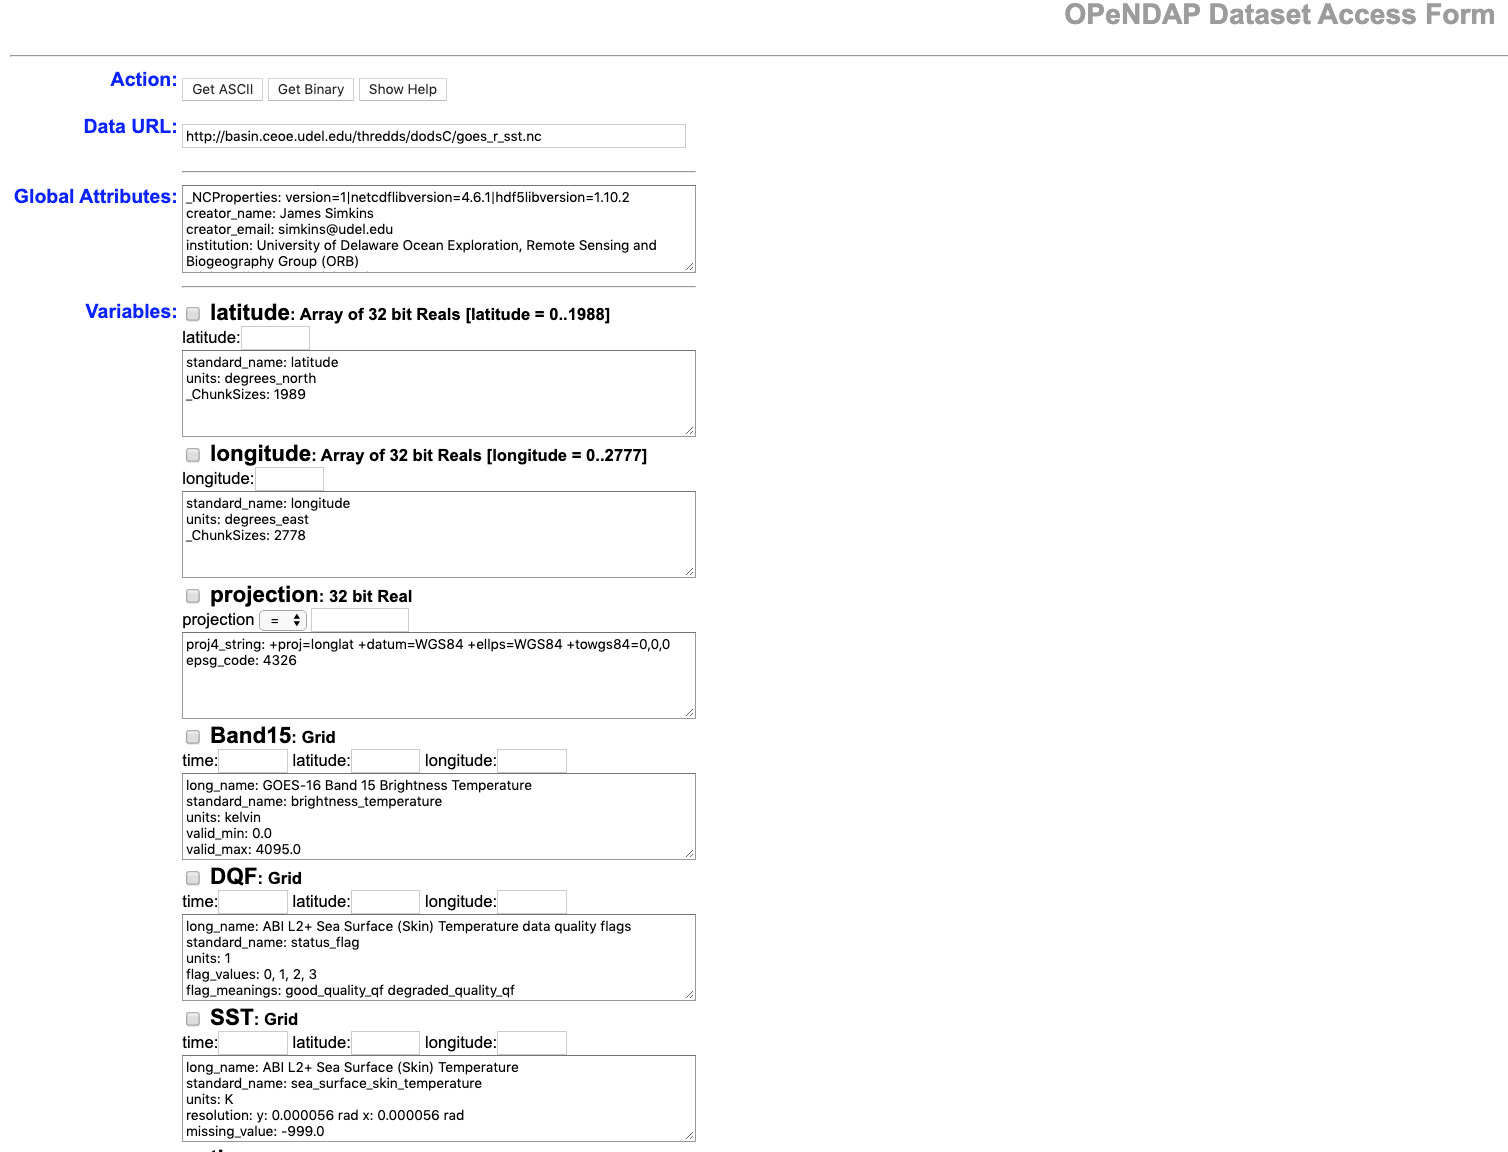 OPeNDAP Dataset Access Form
Action: Get ASCII Get Binary Show Help
Data URL: http://basin.ceoe.udel.edu/thredds/dodsC/goes_r_sst.nc
Global Attributes: _NCProperties: version=1|netcdflibversion=4.6.1|hdf5libversion=1.10.2
creator_name: James Simkins
creator_email: simkins@udel.edu
institution: University of Delaware Ocean Exploration, Remote Sensing and
Biogeography Group (ORB)
Variables: latitude: Array of 32 bit Reals [latitude = 0..1988]
latitude:
standard_name: latitude
units: degrees_north
_ChunkSizes: 1989
longitude: Array of 32 bit Reals [longitude = 0..2777]
longitude:
standard_name: longitude
units: degrees_east
_ChunkSizes: 2778
projection: 32 bit Real
projection =
proj4_string: +proj=longlat +datum=WGS84 +ellps=WGS84 +towgs84=0,0,0
epsg_code: 4326
Band15: Grid
time: latitude: longitude:
long_name: GOES-16 Band 15 Brightness Temperature
standard_name: brightness_temperature
units: kelvin
valid_min: 0.0
valid_max: 4095.0
DQF: Grid
time: latitude: longitude:
long_name: ABI L2+ Sea Surface (Skin) Temperature data quality flags
standard_name: status_flag
units: 1
flag_values: 0, 1, 2, 3
flag_meanings: good_quality_qf degraded_quality_qf
SST: Grid
time: latitude: longitude:
long_name: ABI L2+ Sea Surface (Skin) Temperature
standard_name: sea_surface_skin_temperature
units: K
resolution: y: 0.000056 rad x: 0.000056 rad
missing_value: -999.0